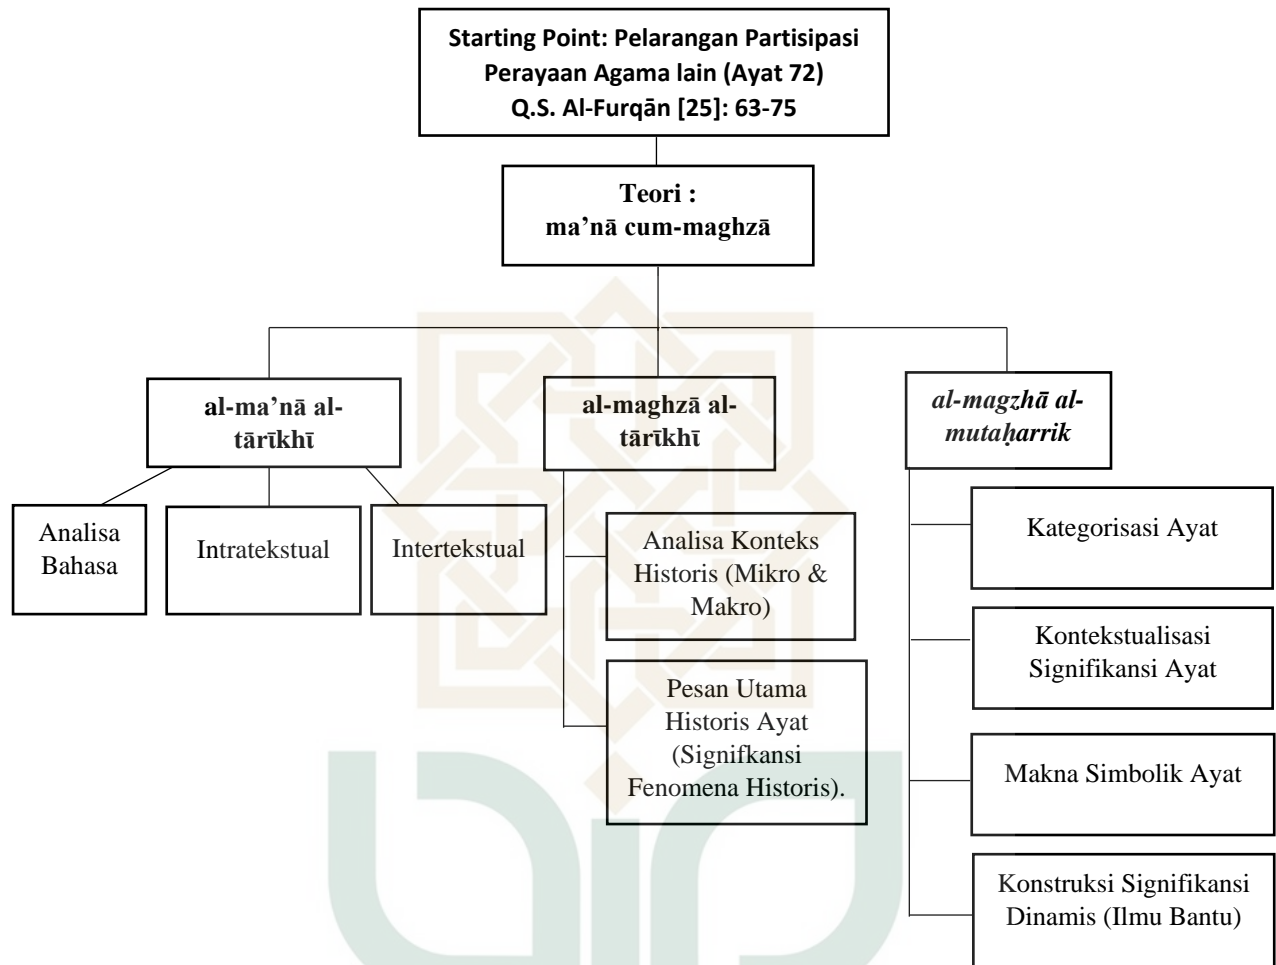 Starting Point: Pelarangan Partisipasi
Perayaan Agama lain (Ayat 72)
Q.S. Al-Furqān [25]: 63-75
Teori :
ma’nā cum-maghzā
al-ma’nā al-
tārīkhī
al-maghzā al-
tārīkhī
al-magzhā al-
mutaḥarrik
Analisa
Bahasa
Intratekstual
Intertekstual
Analisa Konteks
Historis (Mikro &
Makro)
Pesan Utama
Historis Ayat
(Signifkansi
Fenomena Historis).
Kategorisasi Ayat
Kontekstualisasi
Signifikansi Ayat
Makna Simbolik Ayat
Konstruksi Signifikansi
Dinamis (Ilmu Bantu)